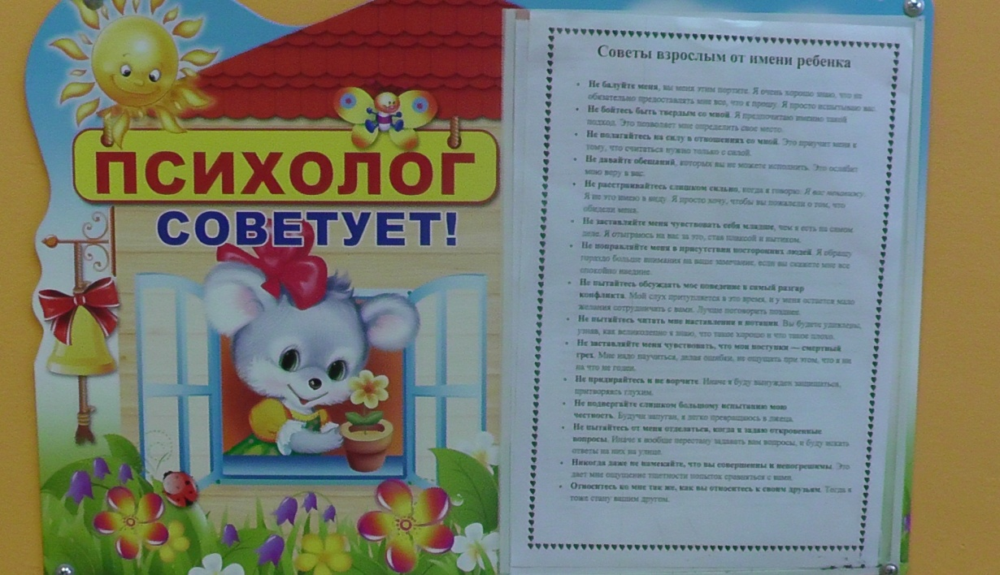 ПСИХОЛОГ
СОВЕТУЕТ!
Советы взрослым от имени ребенка
Не балуйте меня, вы меня этим портите. Я очень хорошо знаю, что не
обязательно предоставлять мне все, что я прошу. Я просто испытываю вас.
Не бойтесь быть твердым со мной. Я предпочитаю именно такой
подход. Это позволяет мне определить свое место.
Не полагайтесь на силу в отношениях со мной. Это приучит меня к
тому, что считаться нужно только с силой.
Не давайте обещаний, которых вы не можете исполнить. Это ослабит
мою веру в вас.
Не расстраивайтесь слишком сильно, когда я говорю: Я вас ненавижу.
Я не это имею в виду. Я просто хочу, чтобы вы пожалели о том, что
обидели меня.
Не заставляйте меня чувствовать себя младше, чем я есть на самом
деле. Я отыграюсь на вас за это, став плаксой и нытиком.
Не поправляйте меня в присутствии посторонних людей. Я обращу
гораздо больше внимания на ваше замечание, если вы скажете мне все
спокойно наедине.
Не пытайтесь обсуждать мое поведение в самый разгар
конфликта. Мой слух притупляется в это время, и у меня остается мало
желания сотрудничать с вами. Лучше поговорить позднее.
Не пытайтесь читать мне наставления и нотации. Вы будете удивлены,
узнав, как великолепно я знаю, что такое хорошо и что такое плохо.
Не заставляйте меня чувствовать, что мои поступки — смертный
грех. Мне надо научиться, делая ошибки, не ощущать при этом, что я ни
на что не годен.
Не придирайтесь и не ворчите. Иначе я буду вынужден защищаться,
притворяясь глухим.
Не подвергайте слишком большому испытанию мою
честность. Будучи запуган, я легко превращаюсь в лжеца.
Не пытайтесь от меня отделаться, когда я задаю откровенные
вопросы. Иначе я вообще перестану задавать вам вопросы, и буду искать
ответы на них на улице.
Никогда даже не намекайте, что вы совершенны и непогрешимы. Это
дает мне ощущение тщетности попыток сравняться с вами.
Относитесь ко мне так же, как вы относитесь к своим друзьям. Тогда я
тоже стану вашим другом.